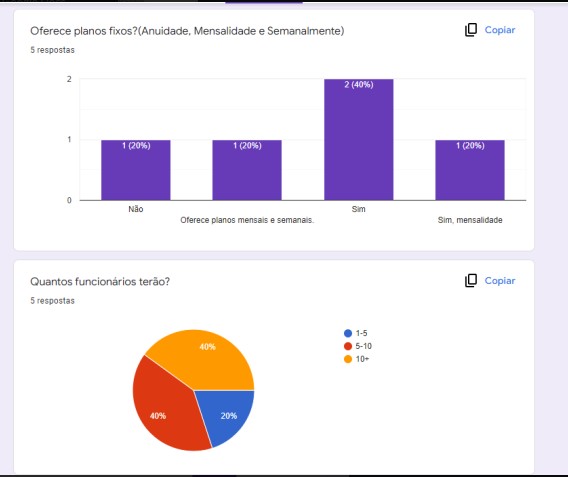 Oferece planos fixos?(Anuidade, Mensalidade e Semanalmente)
Copiar
5 respostas
2
1
0
1 (20%)
1 (20%)
2 (40%)
1 (20%)
Não
Oferece planos mensais e semanais.
Sim
Sim, mensalidade
Quantos funcionários terão?
Copiar
5 respostas
40%
40%
20%
1-5
5-10
10+